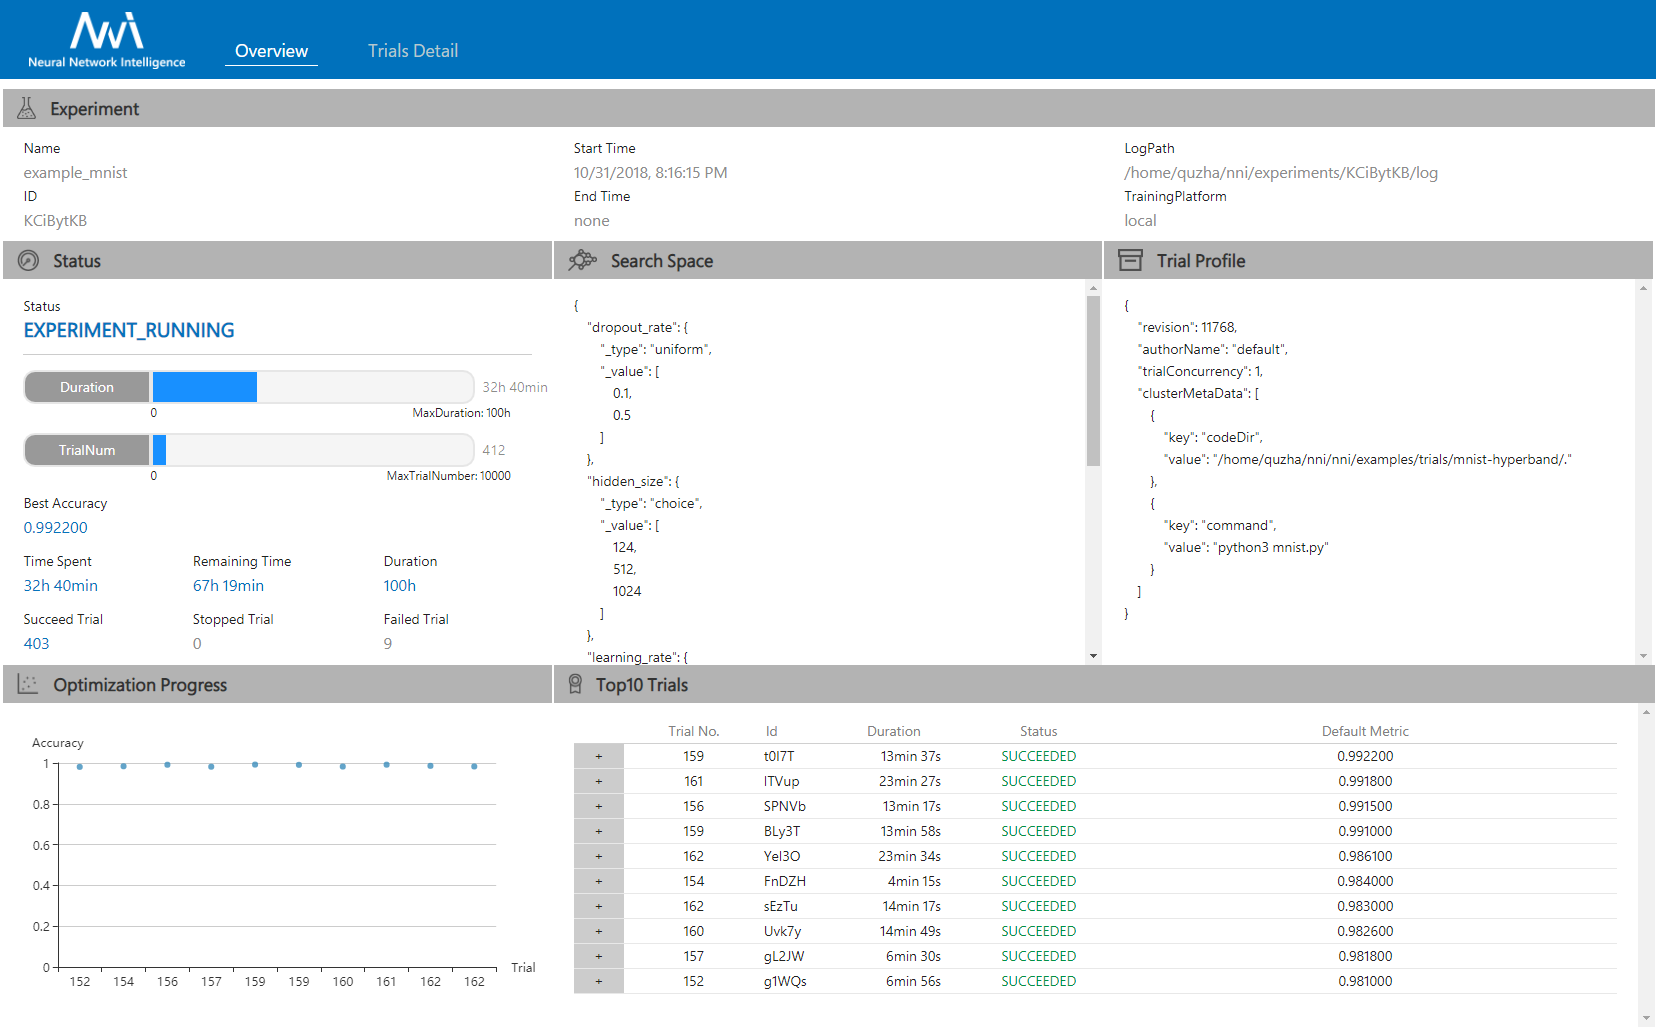 NNI
Neural Network Intelligence
Overview
Trials Detail
Experiment
Name
example_mnist
ID
KCiBytKB
Start Time
10/31/2018, 8:16:15 PM
End Time
none
LogPath
/home/quzha/nni/experiments/KCiBytKB/log
TrainingPlatform
local
Status
Status
EXPERIMENT_RUNNING
Duration
32h 40min
0
MaxDuration: 100h
TrialNum
412
0
MaxTrialNumber: 10000
Best Accuracy
0.992200
Time Spent
Remaining Time
Duration
32h 40min
67h 19min
100h
Succeed Trial
Stopped Trial
Failed Trial
403
0
9
Search Space
{
"dropout_rate": {
"_type": "uniform",
"_value": [
0.1,
0.5
]
},
"hidden_size": {
"_type": "choice",
"_value": [
124,
512,
1024
]
},
"learning_rate": {
Trial Profile
{
"revision": 11768,
"authorName": "default",
"trialConcurrency": 1,
"clusterMetaData": [
{
"key": "codeDir",
"value": "/home/quzha/nni/nni/examples/trials/mnist-hyperband/."
},
{
"key": "command",
"value": "python3 mnist.py"
}
]
}
Optimization Progress
Accuracy
1
0.8
0.6
0.4
0.2
0
152 154 156 157 159 159 160 161 162 162
Trial
Top10 Trials
Trial No. Id Duration Status Default Metric
+ 159 t0I7T 13min 37s SUCCEEDED 0.992200
+ 161 ITVup 23min 27s SUCCEEDED 0.991800
+ 156 SPNVb 13min 17s SUCCEEDED 0.991500
+ 159 BLy3T 13min 58s SUCCEEDED 0.991000
+ 162 YeI3O 23min 34s SUCCEEDED 0.986100
+ 154 FnDZH 4min 15s SUCCEEDED 0.984000
+ 162 sEzTu 14min 17s SUCCEEDED 0.983000
+ 160 Uvk7y 14min 49s SUCCEEDED 0.982600
+ 157 gL2JW 6min 30s SUCCEEDED 0.981800
+ 152 g1WQs 6min 56s SUCCEEDED 0.981000